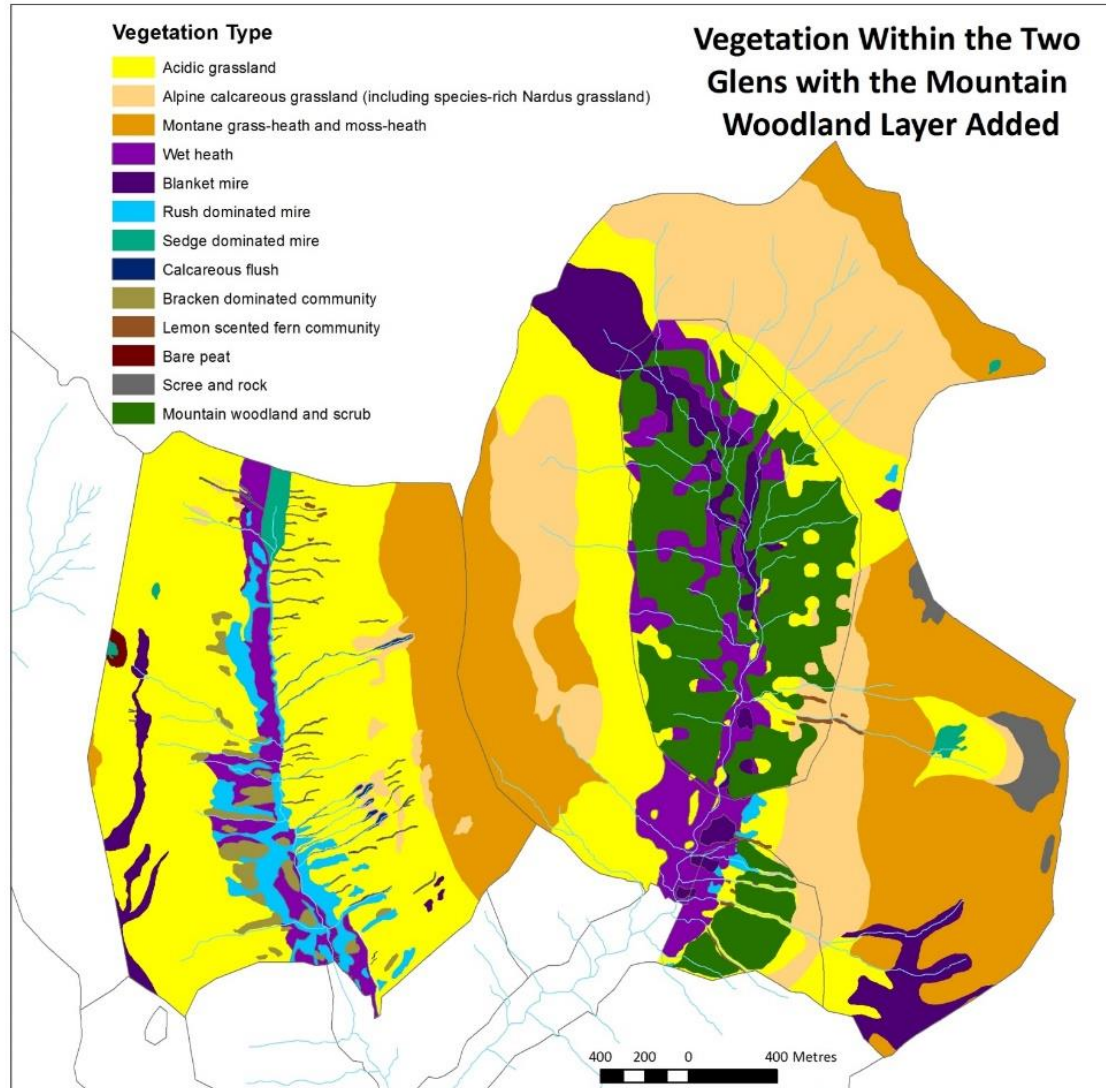 Vegetation Within the Two
Glens with the Mountain
Woodland Layer Added
Vegetation Type
Acidic grassland
Alpine calcareous grassland (including species-rich Nardus grassland)
Montane grass-heath and moss-heath
Wet heath
Blanket mire
Rush dominated mire
Sedge dominated mire
Calcareous flush
Bracken dominated community
Lemon scented fern community
Bare peat
Scree and rock
Mountain woodland and scrub
400 200 0 400 Metres